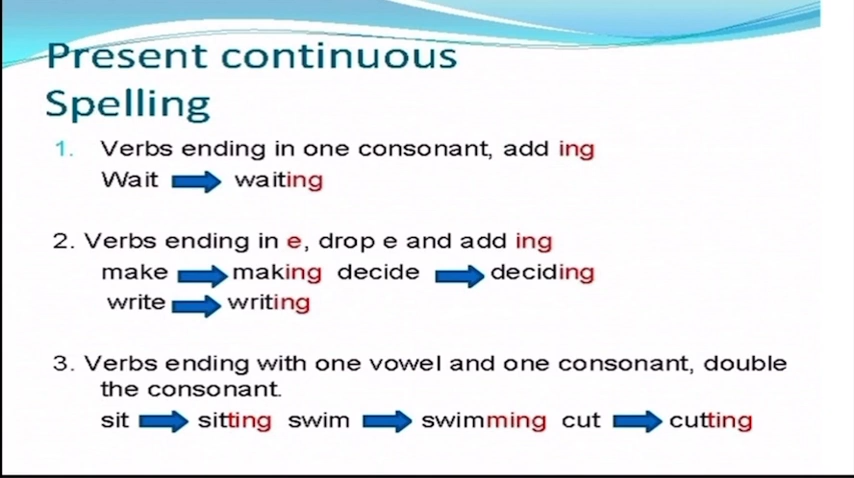 Present continuous
Spelling
1. Verbs ending in one consonant, add ing
Wait waiting
2. Verbs ending in e, drop e and add ing
make making decide deciding
write writing
3. Verbs ending with one vowel and one consonant, double
the consonant.
sit sitting swim swimming cut cutting